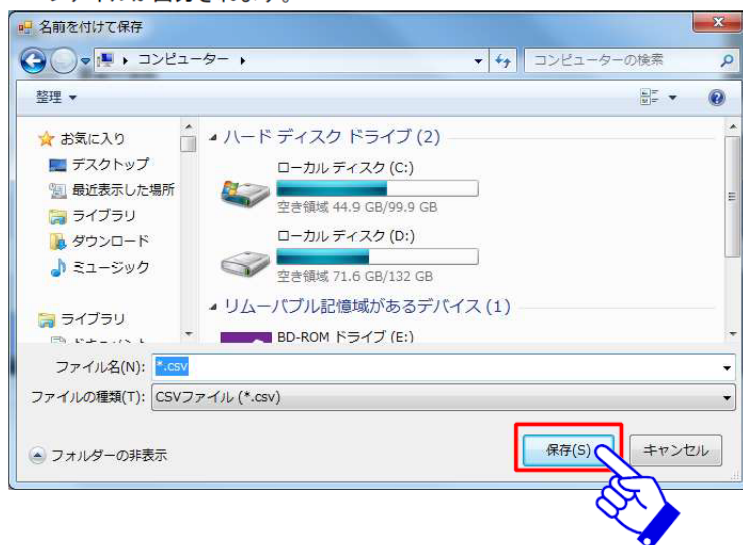 名前を付けて保存
コンピューター
コンピューターの検索
整理
お気に入り
デスクトップ
最近表示した場所
ライブラリ
ダウンロード
ミュージック
ライブラリ
ハード ディスク ドライブ (2)
ローカル ディスク (C:)
空き領域 44.9 GB/99.9 GB
ローカル ディスク (D:)
空き領域 71.6 GB/132 GB
リムーバブル記憶域があるデバイス (1)
BD-ROM ドライブ (E:)
ファイル名(N): *.csv
ファイルの種類(T): CSVファイル (*.csv)
フォルダーの非表示
保存(S)
キャンセル